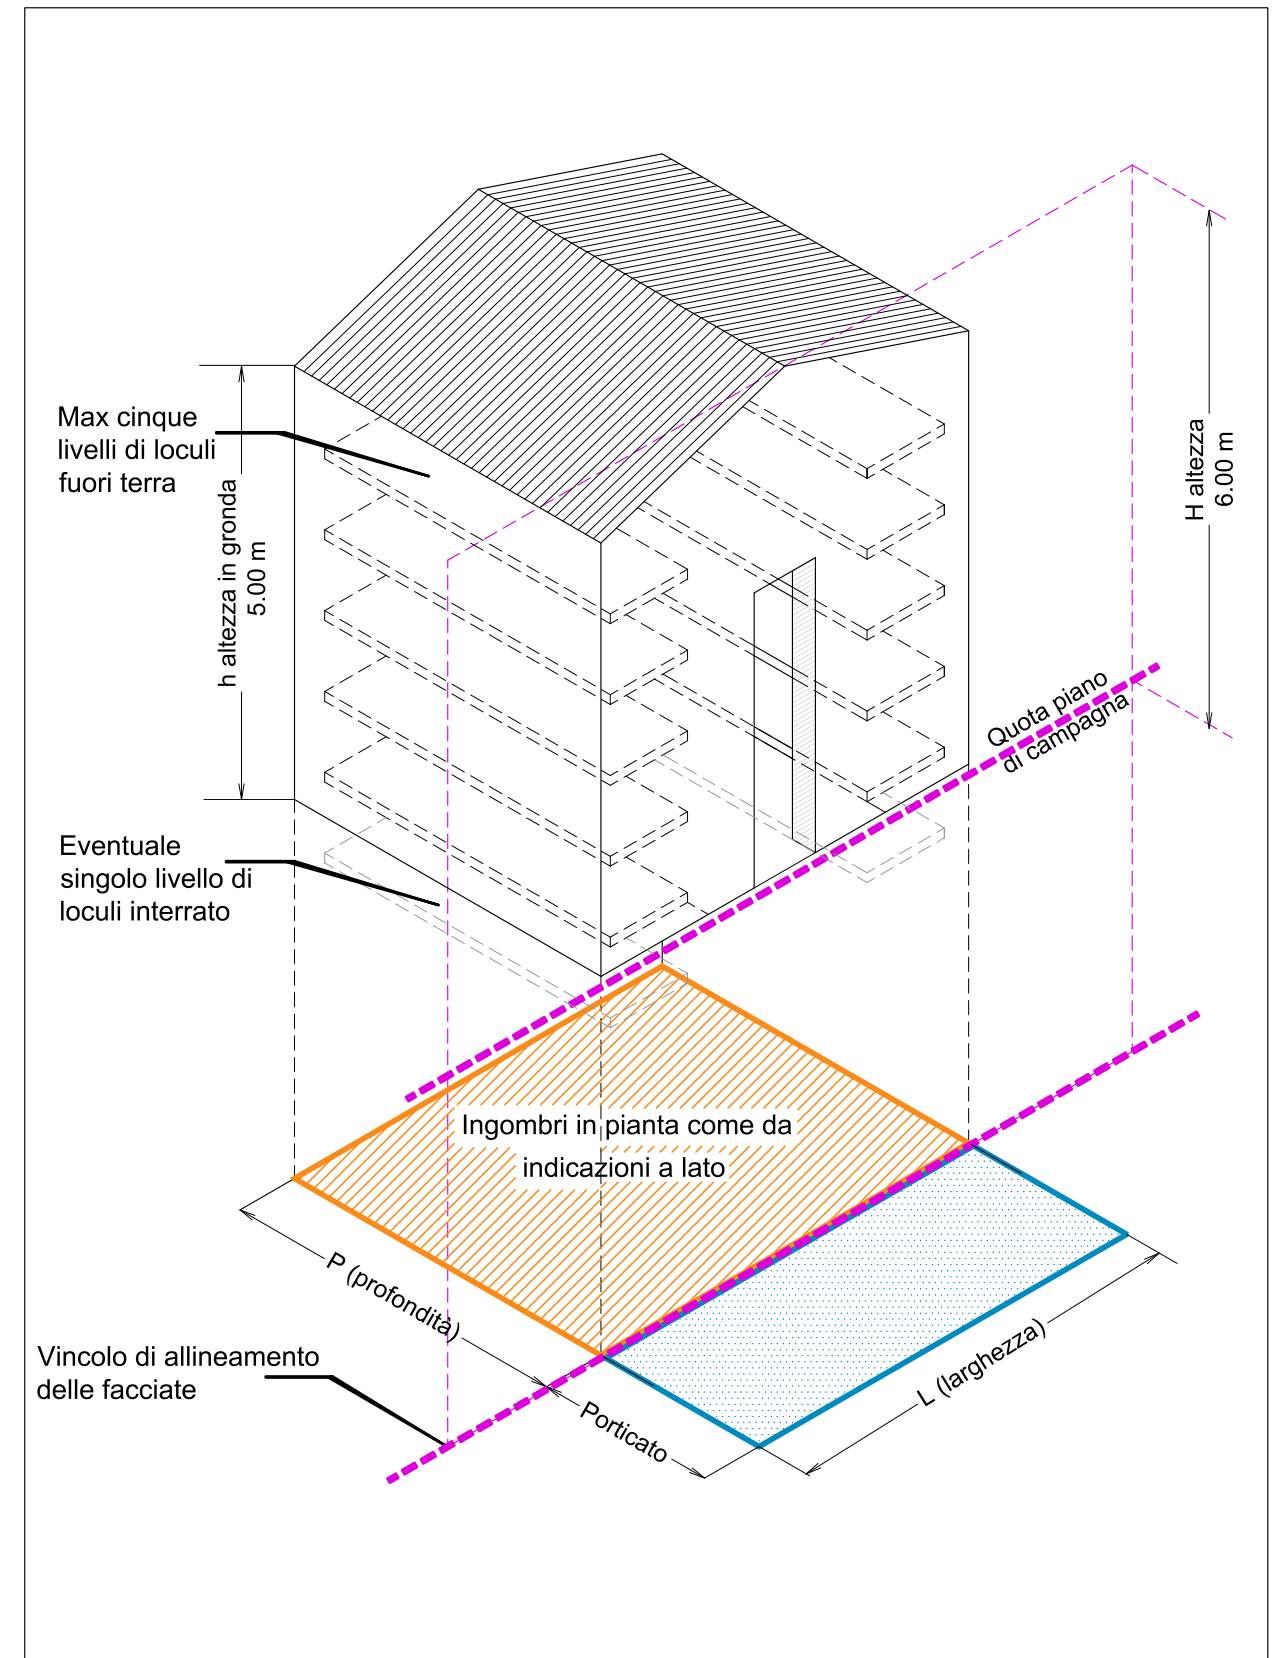 Max cinque
livelli di loculi
fuori terra
h altezza in gronda
5.00 m
H altezza
6.00 m
Quota piano
di campagna
Eventuale
singolo livello di
loculi interrato
Ingombri in pianta come da
indicazioni a lato
P (profondità)
Vincolo di allineamento
delle facciate
Porticato
L (larghezza)